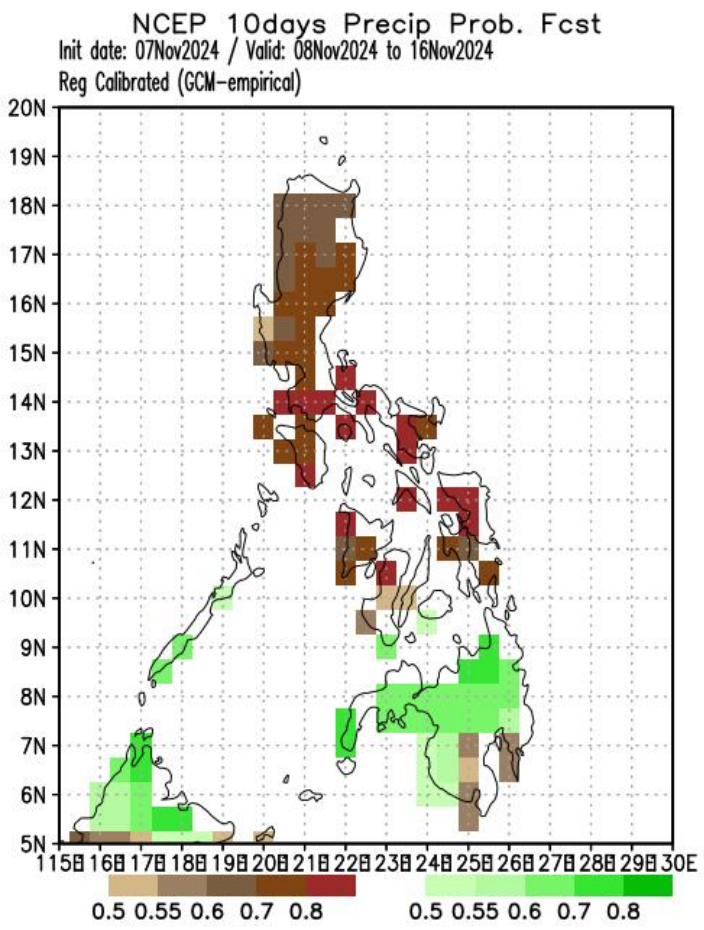 NCEP 10days Precip Prob. Fcst
Init date: 07Nov2024 / Valid: 08Nov2024 to 16Nov2024
Reg Calibrated (GCM-empirical)
20N
19N
18N
17N
16N
15N
14N
13N
12N
11N
10N
9N
8N
7N
6N
5N
115E 116E 117E 118E 119E 120E 121E 122E 123E 124E 125E 126E 127E 128E 129E 130E
0.5 0.55 0.6 0.7 0.8 0.5 0.55 0.6 0.7 0.8